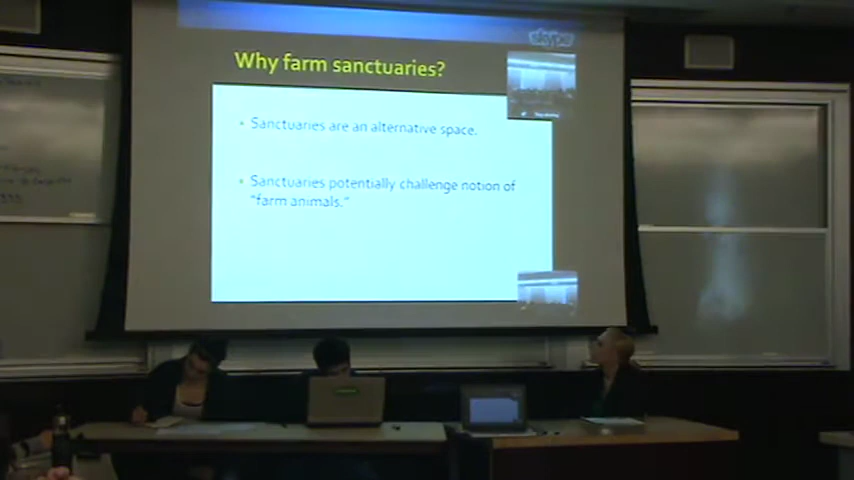 skype
Why farm sanctuaries?
Sanctuaries are an alternative space.
Sanctuaries potentially challenge notion of
"farm animals."